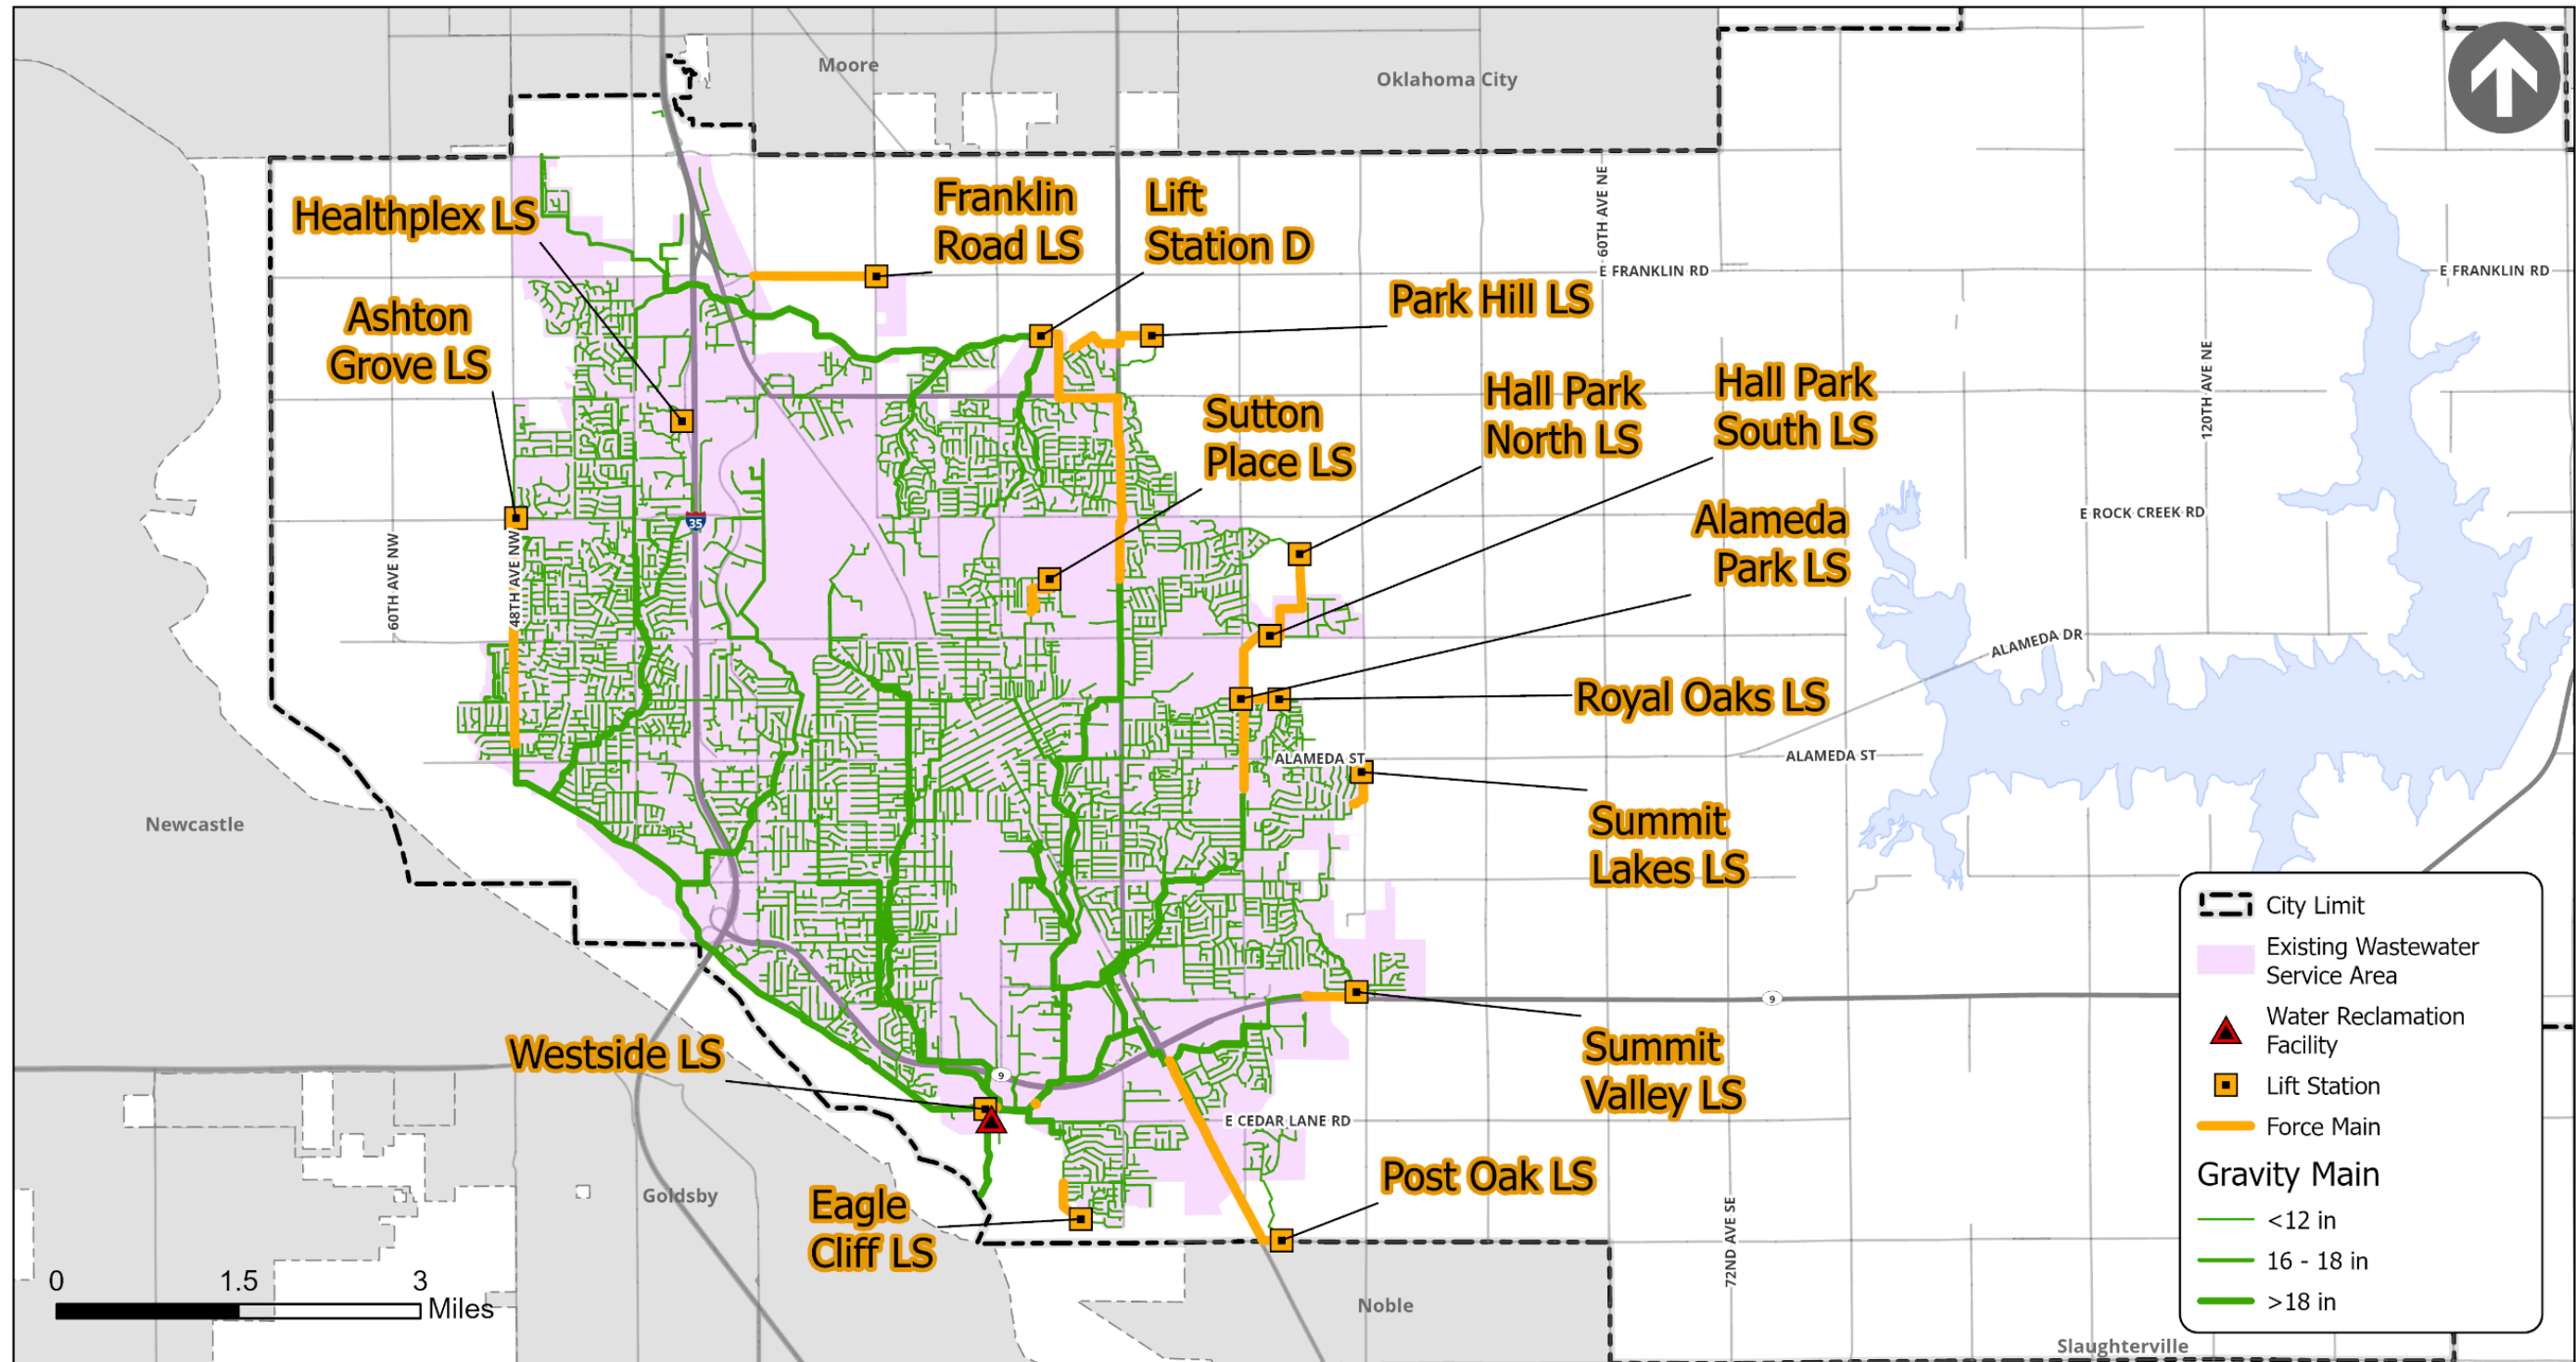 Moore
Oklahoma City
Healthplex LS
Franklin
Road LS
Lift
Station D
60TH AVE NE
E FRANKLIN RD
E FRANKLIN RD
Ashton
Grove LS
Park Hill LS
120TH AVE NE
Sutton
Place LS
Hall Park
North LS
Hall Park
South LS
35
E ROCK CREEK RD
Alameda
Park LS
60TH AVE NW
48TH AVE NW
ALAMEDA DR
Royal Oaks LS
ALAMEDA ST
ALAMEDA ST
Newcastle
Summit
Lakes LS
9
Westside LS
Summit
Valley LS
9
E CEDAR LANE RD
Goldsby
Eagle
Cliff LS
Post Oak LS
72ND AVE SE
Noble
Slaughterville
0 1.5 3
Miles
City Limit
Existing Wastewater
Service Area
Water Reclamation
Facility
Lift Station
Force Main
Gravity Main
<12 in
16 - 18 in
>18 in